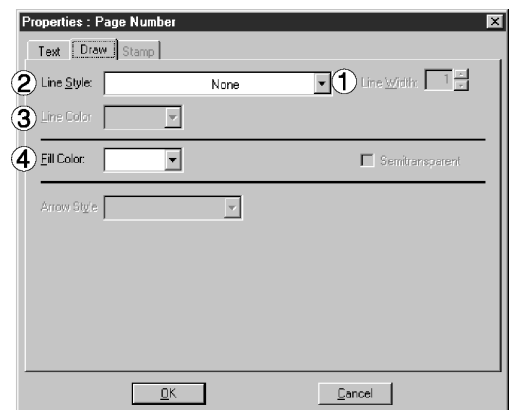 Properties : Page Number
Text Draw Stamp
② Line Style: None ① Line Width: 1
③ Line Color
④ Fill Color: Semitransparent
Arrow Style
OK Cancel